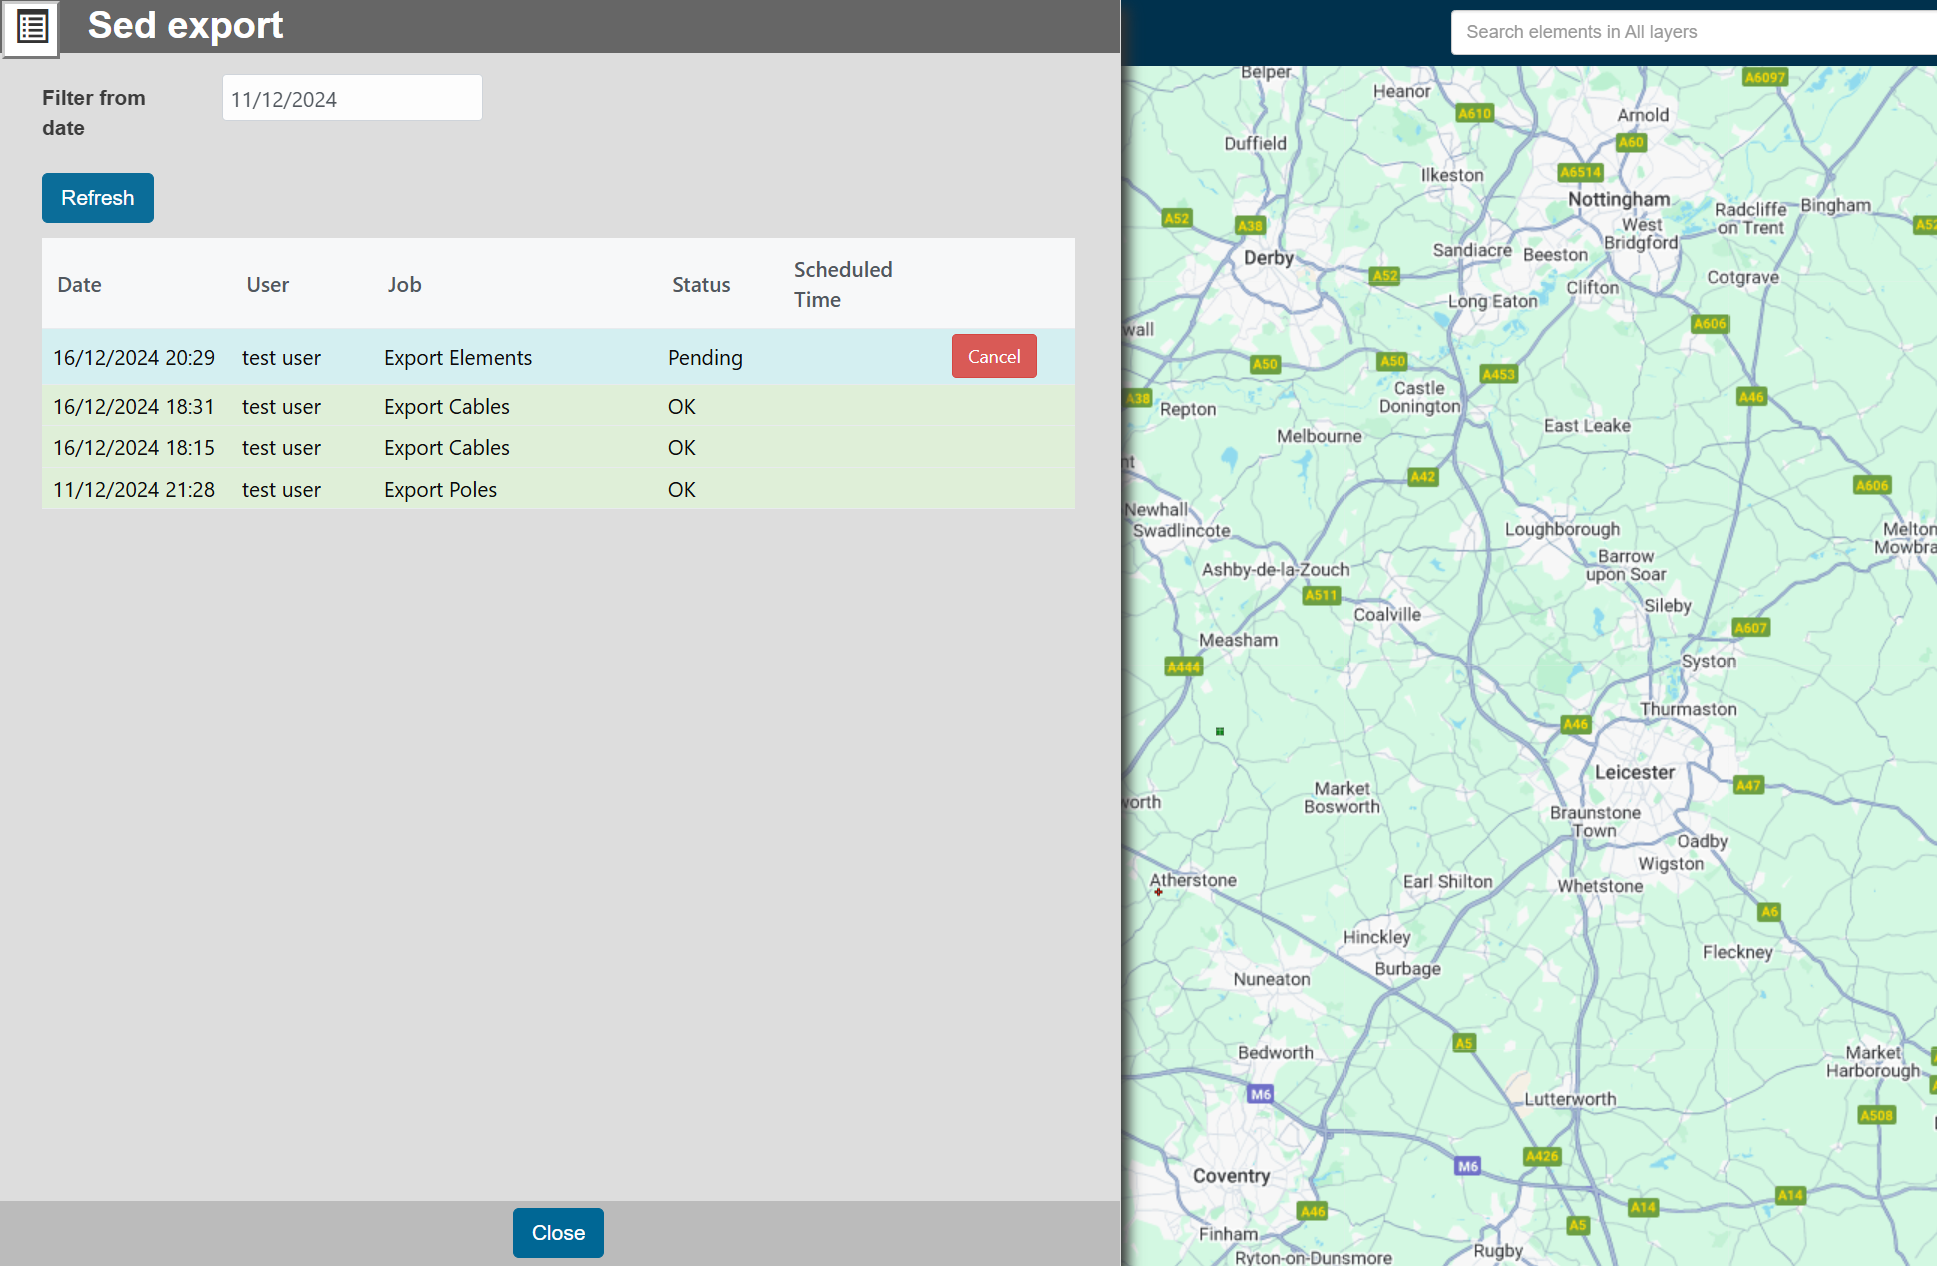 Sed export
Filter from
date
11/12/2024
Refresh
Date User Job Status Scheduled
Time
16/12/2024 20:29 test user Export Elements Pending Cancel
16/12/2024 18:31 test user Export Cables OK
16/12/2024 18:15 test user Export Cables OK
11/12/2024 21:28 test user Export Poles OK
Close
Search elements in All layers
Belper
A6097
Heanor
A610
Arnold
Duffield
A60
Ilkeston
A6514
Nottingham
Radcliffe
on Trent
Bingham
A52
A38
West
Bridgford
A52
Derby
Sandiacre
Beeston
A52
Cotgrave
Long Eaton
Clifton
wall
A606
A50
A50
A453
Castle
Donington
A38
Repton
A46
East Leake
Melbourne
nt
A42
A606
Newhall
Swadlincote
Loughborough
Melton
Mowbra
Barrow
upon Soar
Ashby-de-la-Zouch
A511
Coalville
Sileby
A607
Measham
Syston
A444
Thurmaston
A46
Leicester
Market
Bosworth
A47
worth
Braunstone
Town
Oadby
Wigston
Atherstone
Earl Shilton
Whetstone
A6
Hinckley
Fleckney
Burbage
Nuneaton
A5
Bedworth
Market
Harborough
M6
Lutterworth
A508
A426
M6
Coventry
A14
A14
A46
A5
Finham
Rugby
Ryton-on-Dunsmore